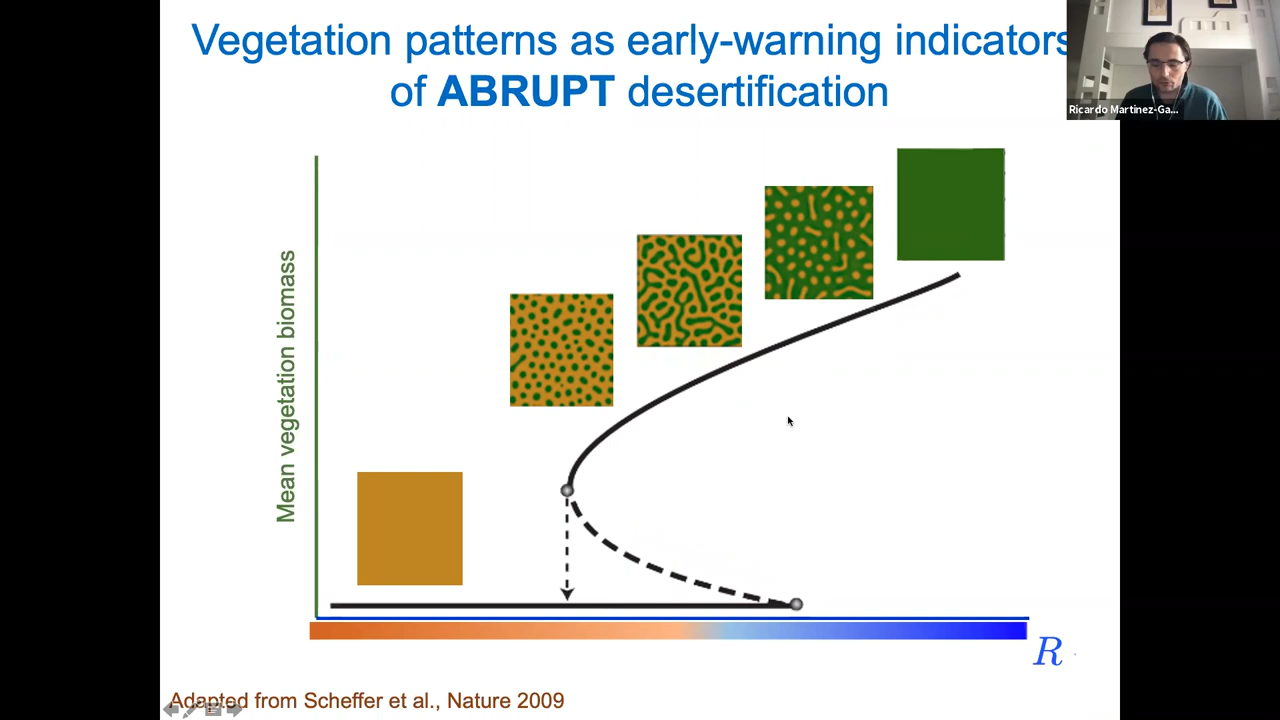 Vegetation patterns as early-warning indicators
of ABRUPT desertification
Ricardo Martinez-Ga...
Mean vegetation biomass
R
Adapted from Scheffer et al., Nature 2009